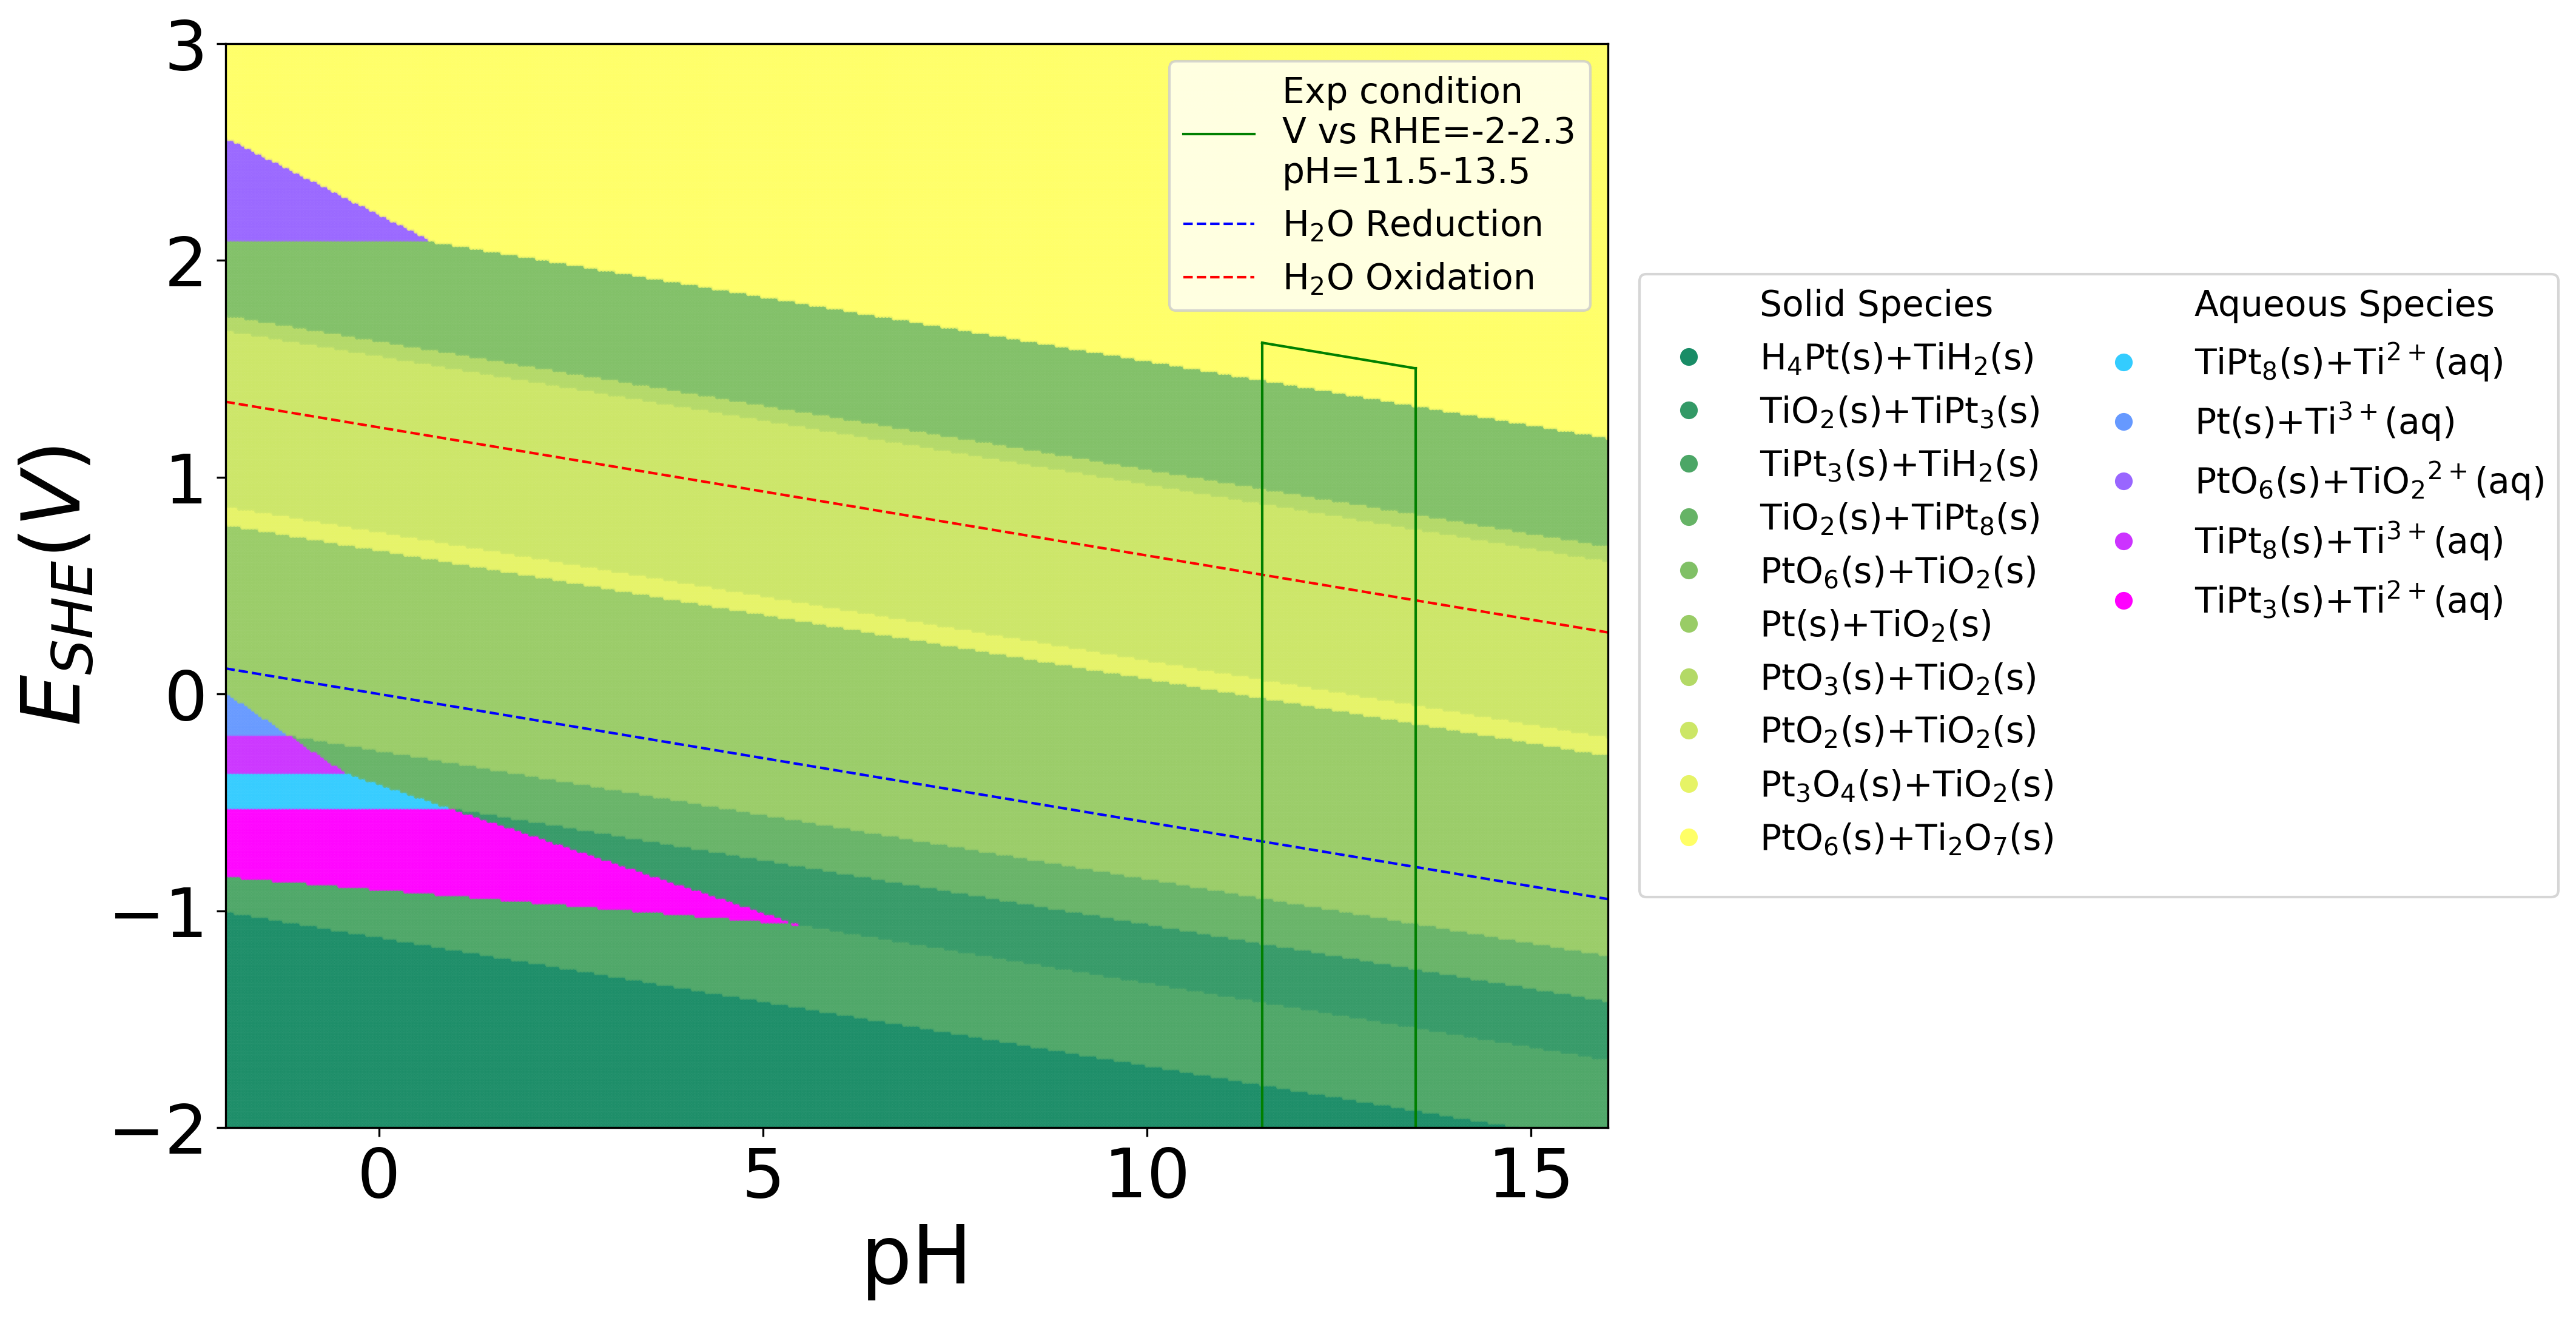 3
2
1
0
−1
−2
E_SHE(V)
0
5
10
15
pH
Exp condition
V vs RHE=-2-2.3
pH=11.5-13.5
H₂O Reduction
H₂O Oxidation
Solid Species
H₄Pt(s)+TiH₂(s)
TiO₂(s)+TiPt₃(s)
TiPt₃(s)+TiH₂(s)
TiO₂(s)+TiPt₈(s)
PtO₆(s)+TiO₂(s)
Pt(s)+TiO₂(s)
PtO₃(s)+TiO₂(s)
PtO₂(s)+TiO₂(s)
Pt₃O₄(s)+TiO₂(s)
PtO₆(s)+Ti₂O₇(s)
Aqueous Species
TiPt₈(s)+Ti²⁺(aq)
Pt(s)+Ti³⁺(aq)
PtO₆(s)+TiO₂²⁺(aq)
TiPt₈(s)+Ti³⁺(aq)
TiPt₃(s)+Ti²⁺(aq)